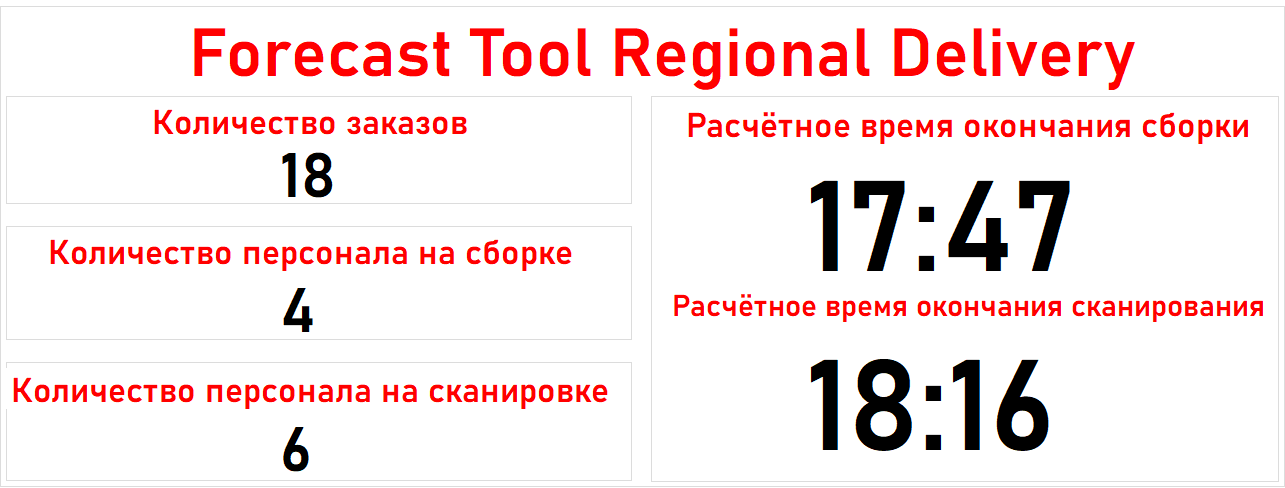 Forecast Tool Regional Delivery
Количество заказов
18
Количество персонала на сборке
4
Количество персонала на сканировке
6
Расчётное время окончания сборки
17:47
Расчётное время окончания сканирования
18:16